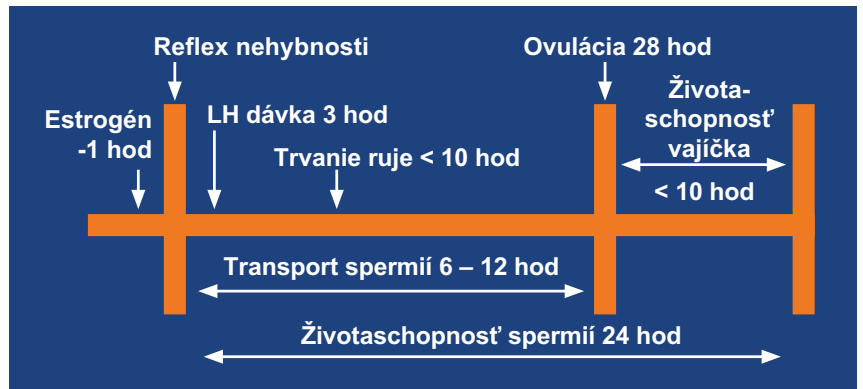 Reflex nehybnosti
Ovulácia 28 hod
Estrogén
-1 hod
LH dávka 3 hod
Trvanie ruje < 10 hod
Života-
schopnosť
vajíčka
< 10 hod
Transport spermií 6 – 12 hod
Životaschopnosť spermií 24 hod